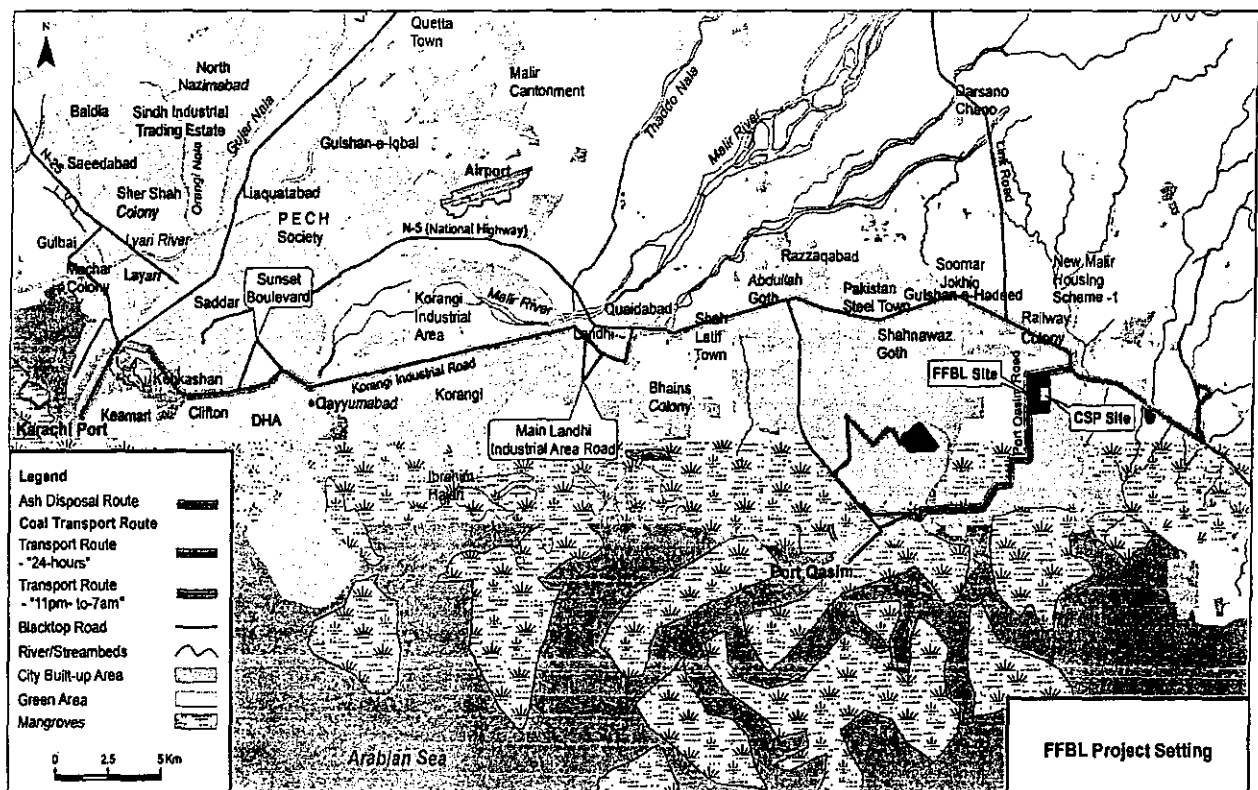 N
Quetta
Town
North
Nazimabad
Malir
Cantonment
Baldia
Sindh Industrial
Trading Estate
Gujar Nala
Thaddo Nala
Malir River
Darsano
Chano
Link Road
N-25
Saeedabad
Orangi Nala
Gulshan-e-Iqbal
Airport
Sher Shah
Colony
Liaquatabad
PECH
Society
Gulbai
Lyari River
N-5 (National Highway)
Machar
Colony
Layari
Sunset
Boulevard
Saddar
Korangi
Industrial
Area
Malir River
Quaidabad
Landhi
Shah
Latif
Town
Abdullah
Goth
Razzaqabad
Pakistan
Steel Town
Soomar
Jokhio
Gulshan-e-Hadeed
New Malir
Housing
Scheme -1
Railway
Colony
Shahnawaz
Goth
Port Qasim Road
FFBL Site
CSP Site
Kehkashan
Korangi Industrial Road
Keamari
Clifton
DHA
Qayyumabad
Korangi
Bhains
Colony
Karachi Port
Main Landhi
Industrial Area Road
Ibrahim
Haidri
Port Qasim
Legend
Ash Disposal Route
Coal Transport Route
Transport Route
- "24-hours"
Transport Route
- "11pm- to-7am"
Blacktop Road
River/Streambeds
City Built-up Area
Green Area
Mangroves
0 2.5 5 Km
Arabian Sea
FFBL Project Setting